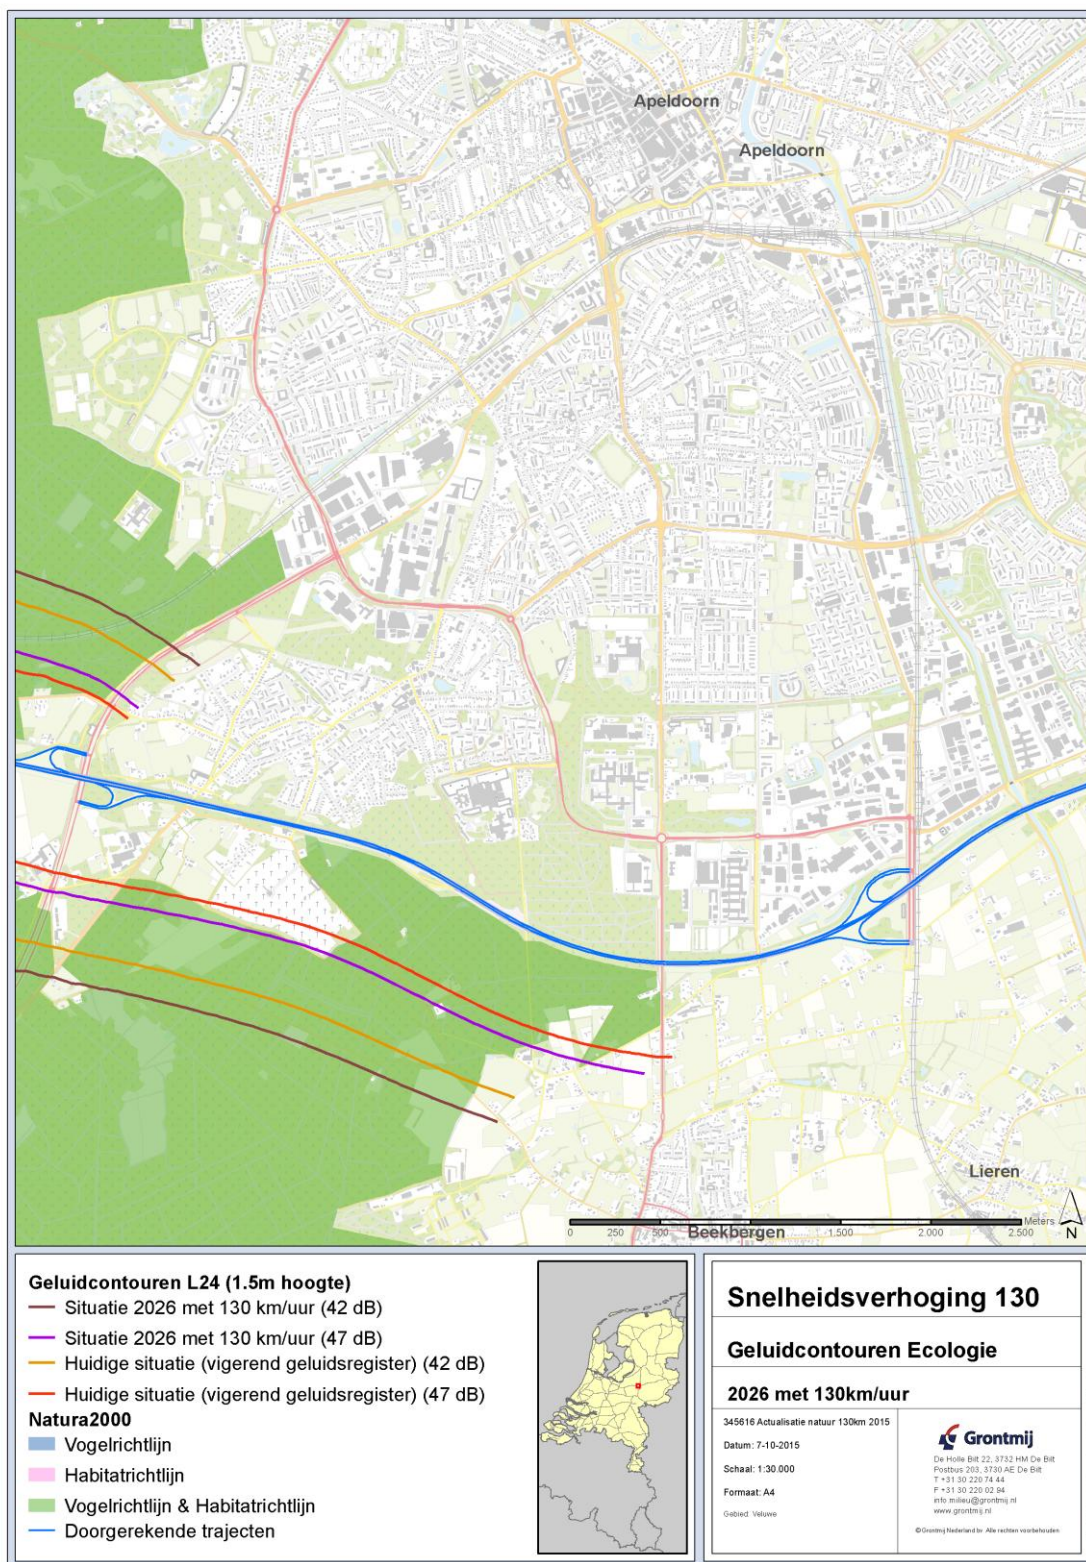 Apeldoorn
Apeldoorn
Lieren
Beekbergen
Meters
0 250 500 1.000 1.500 2.000 2.500
N
Geluidcontouren L24 (1.5m hoogte)
Situatie 2026 met 130 km/uur (42 dB)
Situatie 2026 met 130 km/uur (47 dB)
Huidige situatie (vigerend geluidsregister) (42 dB)
Huidige situatie (vigerend geluidsregister) (47 dB)
Natura2000
Vogelrichtlijn
Habitatrichtlijn
Vogelrichtlijn & Habitatrichtlijn
Doorgerekende trajecten
Snelheidsverhoging 130
Geluidcontouren Ecologie
2026 met 130km/uur
345616 Actualisatie natuur 130km 2015
Datum: 7-10-2015
Schaal: 1:30.000
Formaat: A4
Gebied: Veluwe
Grontmij
De Holle Bilt 22, 3732 HM De Bilt
Postbus 203, 3730 AE De Bilt
T +31 30 220 74 44
F +31 30 220 02 94
info.milieu@grontmij.nl
www.grontmij.nl
© Grontmij Nederland bv. Alle rechten voorbehouden.